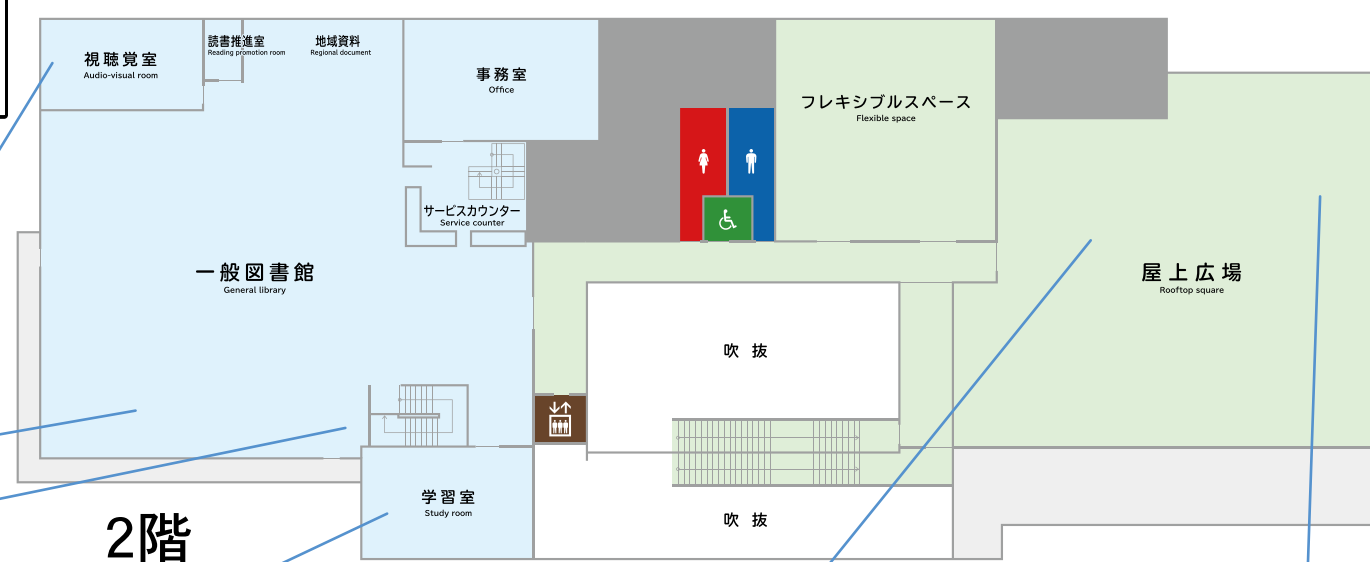 視聴覚室
Audio-visual room
読書推進室
Reading promotion room
地域資料
Regional document
事務室
Office
フレキシブルスペース
Flexible space
サービスカウンター
Service counter
一般図書館
General library
屋上広場
Rooftop square
吹抜
学習室
Study room
吹抜
2階